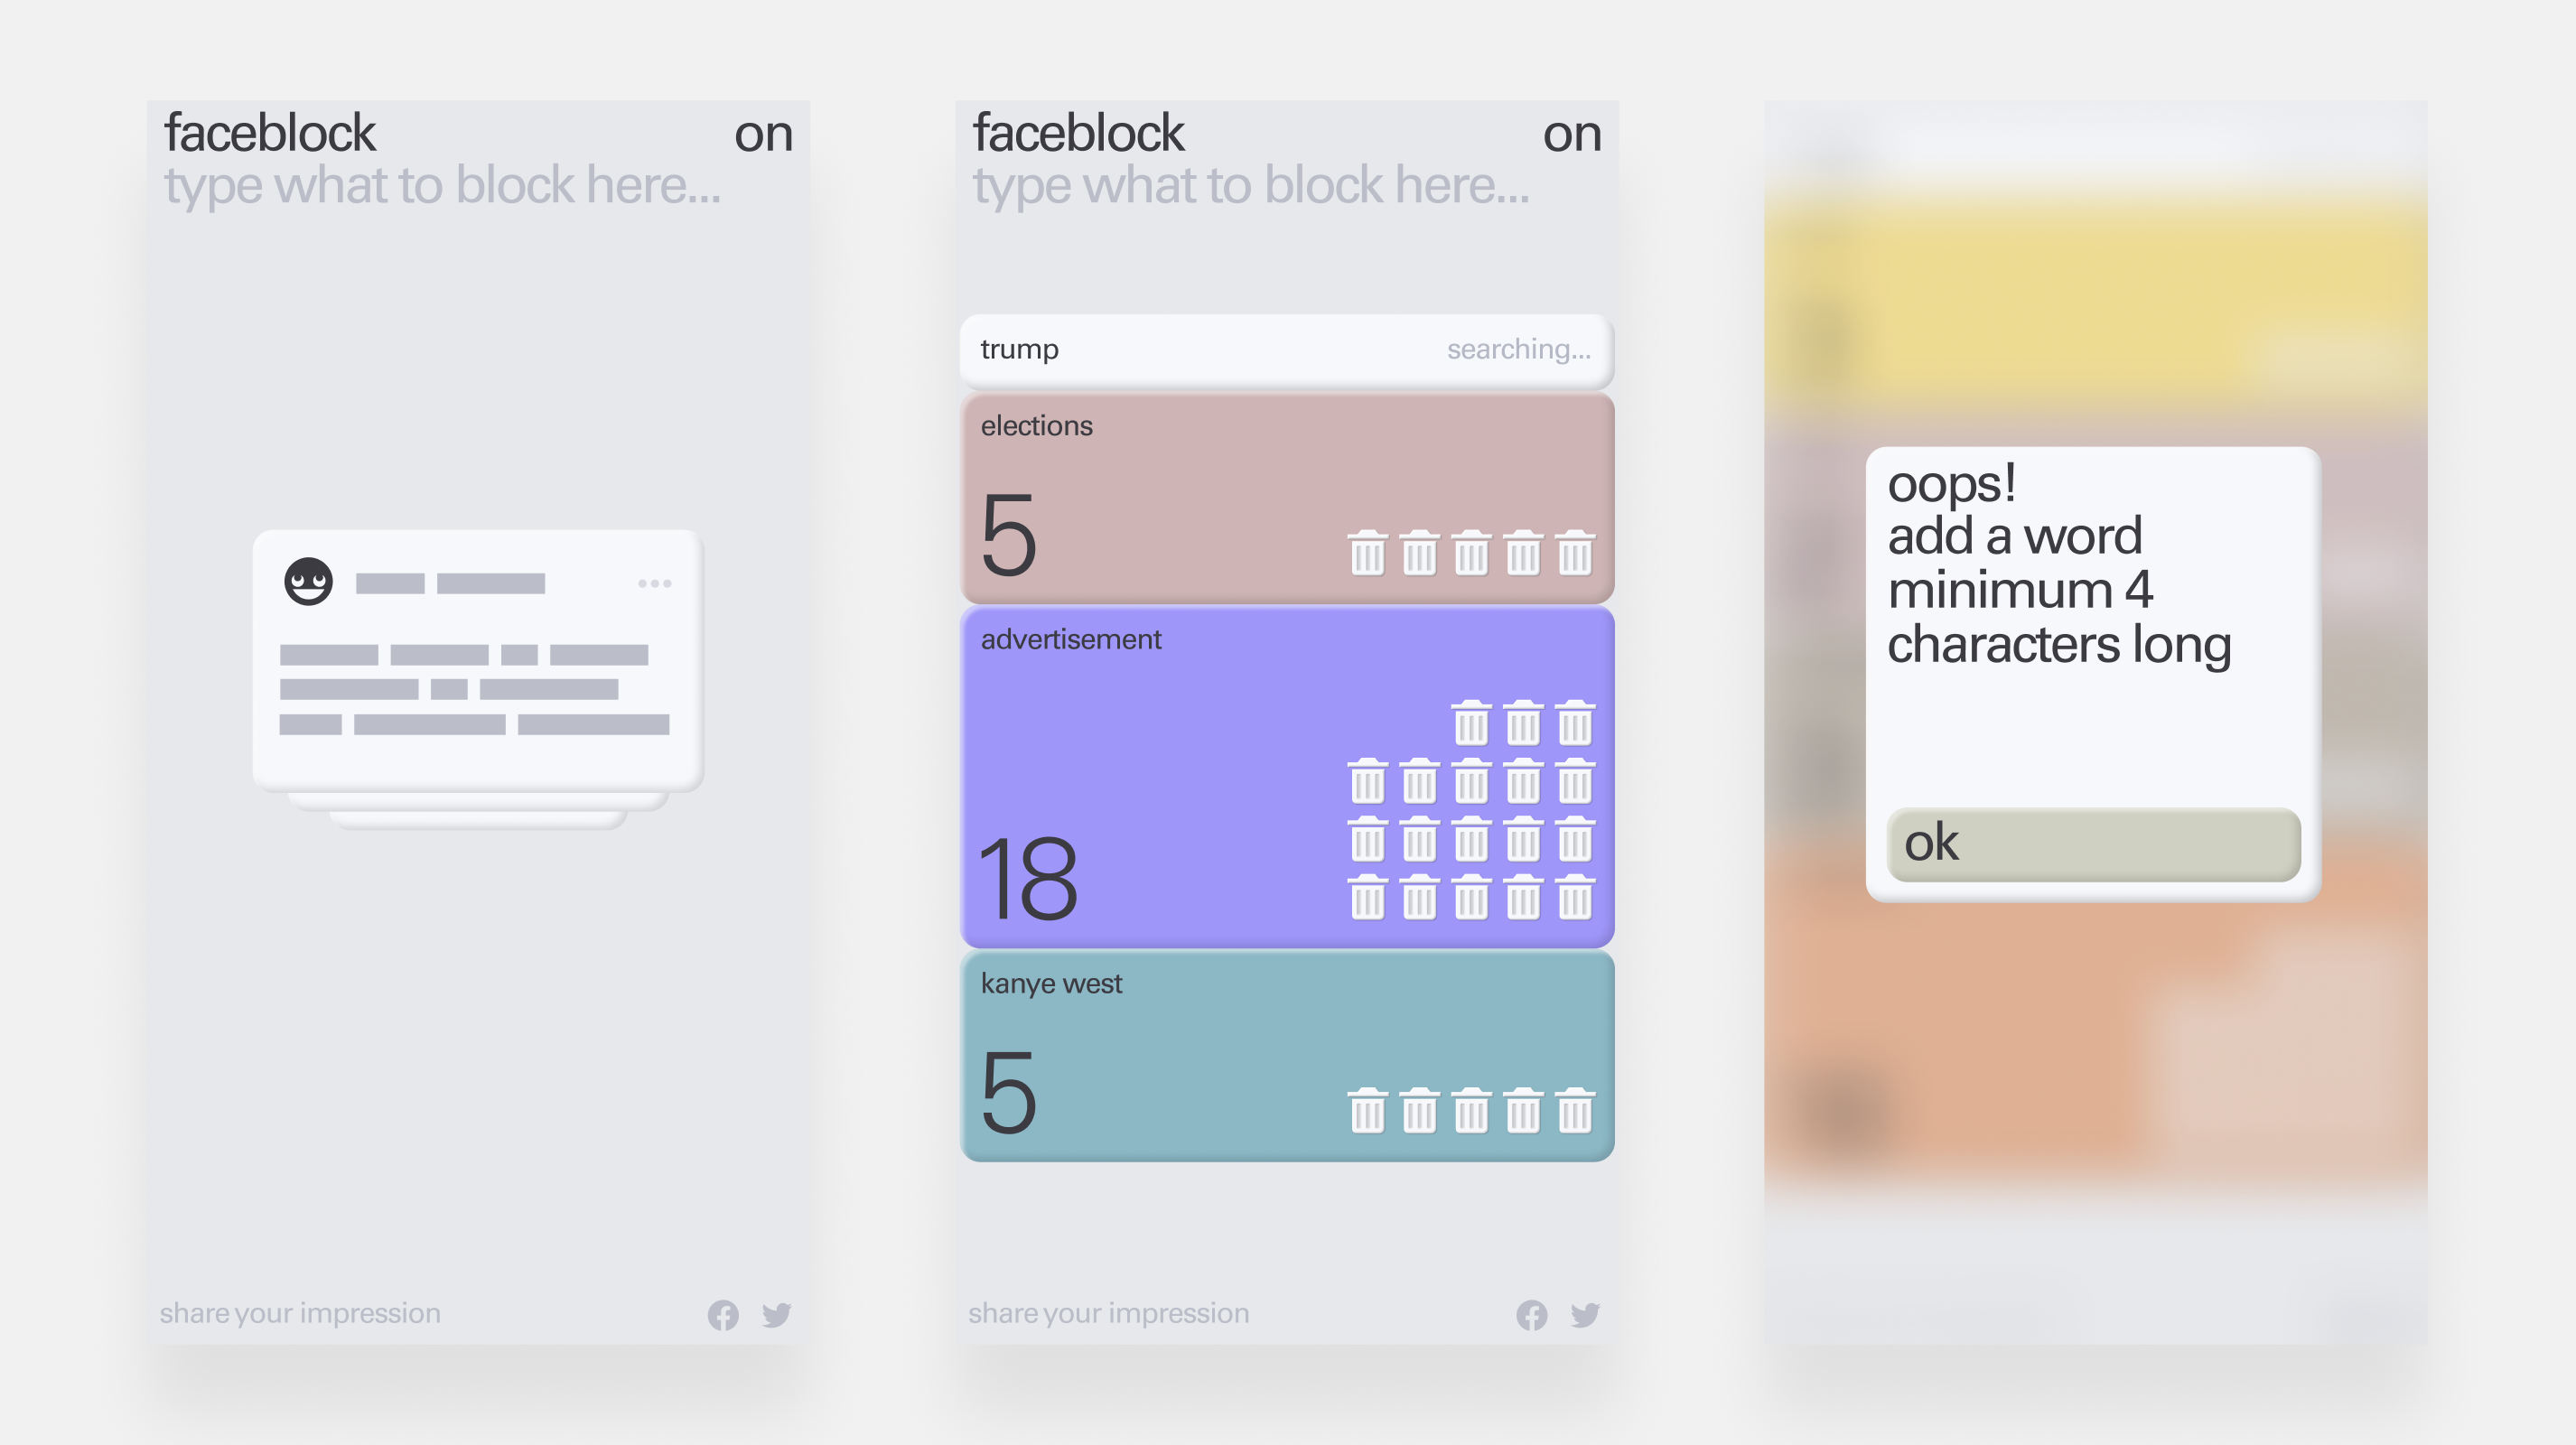 faceblock on
type what to block here...
share your impression
faceblock on
type what to block here...
trump searching...
elections
5
advertisement
18
kanye west
5
share your impression
oops!
add a word
minimum 4
characters long
ok